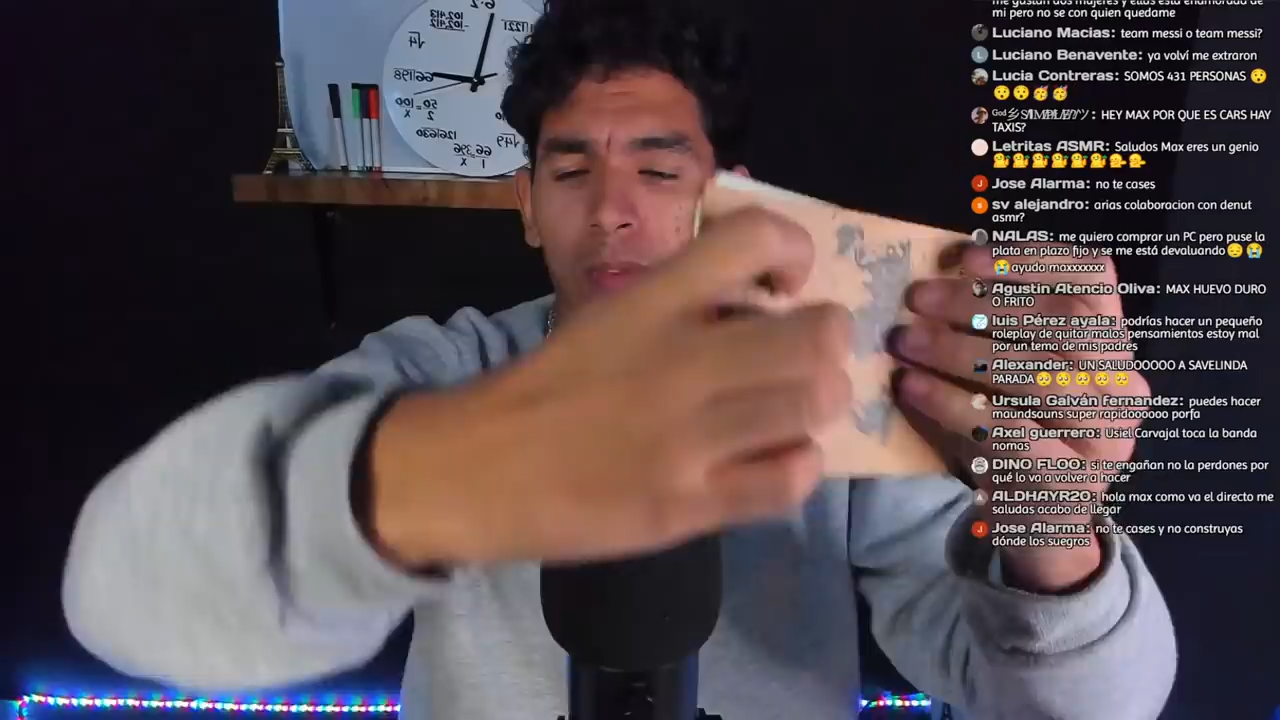 me gustan dos mujeres y ellas esta enamorada de
mi pero no se con quien quedame
Luciano Macias: team messi o team messi?
Luciano Benavente: ya volví me extraron
Lucia Contreras: SOMOS 431 PERSONAS 😯
😯😯🥳🥳
HEY MAX POR QUE ES CARS HAY
TAXIS?
Letritas ASMR: Saludos Max eres un genio
Jose Alarma: no te cases
sv alejandro: arias colaboracion con denut
asmr?
NALAS: me quiero comprar un PC pero puse la
plata en plazo fijo y se me está devaluando😔😭
😭ayuda maxxxxxxx
Agustin Atencio Oliva: MAX HUEVO DURO
O FRITO
luis Pérez ayala: podrías hacer un pequeño
roleplay de quitar malos pensamientos estoy mal
por un tema de mis padres
Alexander: UN SALUDOOOOO A SAVELINDA
PARADA🥺🥺🥺🥺🥺
Ursula Galván fernandez: puedes hacer
maundsauns super rapidoooooo porfa
Axel guerrero: Usiel Carvajal toca la banda
nomas
DINO FLOO: si te engañan no la perdones por
qué lo va a volver a hacer
ALDHAYR20: hola max como va el directo me
saludas acabo de llegar
Jose Alarma: no te cases y no construyas
dónde los suegros